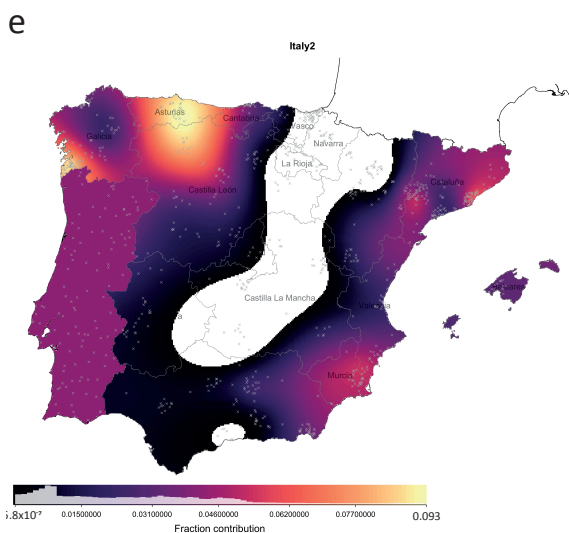 e
Italy2
Asturias
Cantabria
Galicia
Vasco
Navarra
La Rioja
Castilla León
Cataluña
Castilla La Mancha
Valencia
Baleares
Murcia
0.01500000 0.03100000 0.04600000 0.06200000 0.07700000 0.093
Fraction contribution